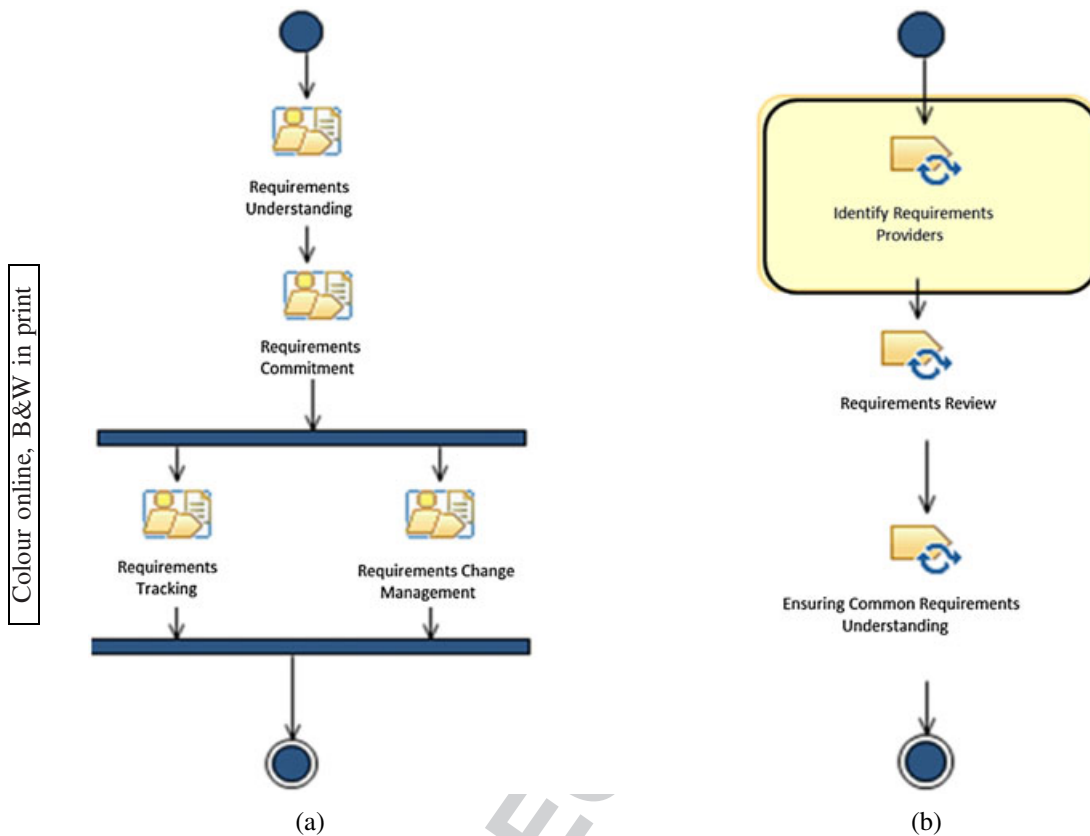 Colour online, B&W in print
Requirements
Understanding
Requirements
Commitment
Requirements
Tracking
Requirements Change
Management
(a)
Identify Requirements
Providers
Requirements Review
Ensuring Common Requirements
Understanding
(b)